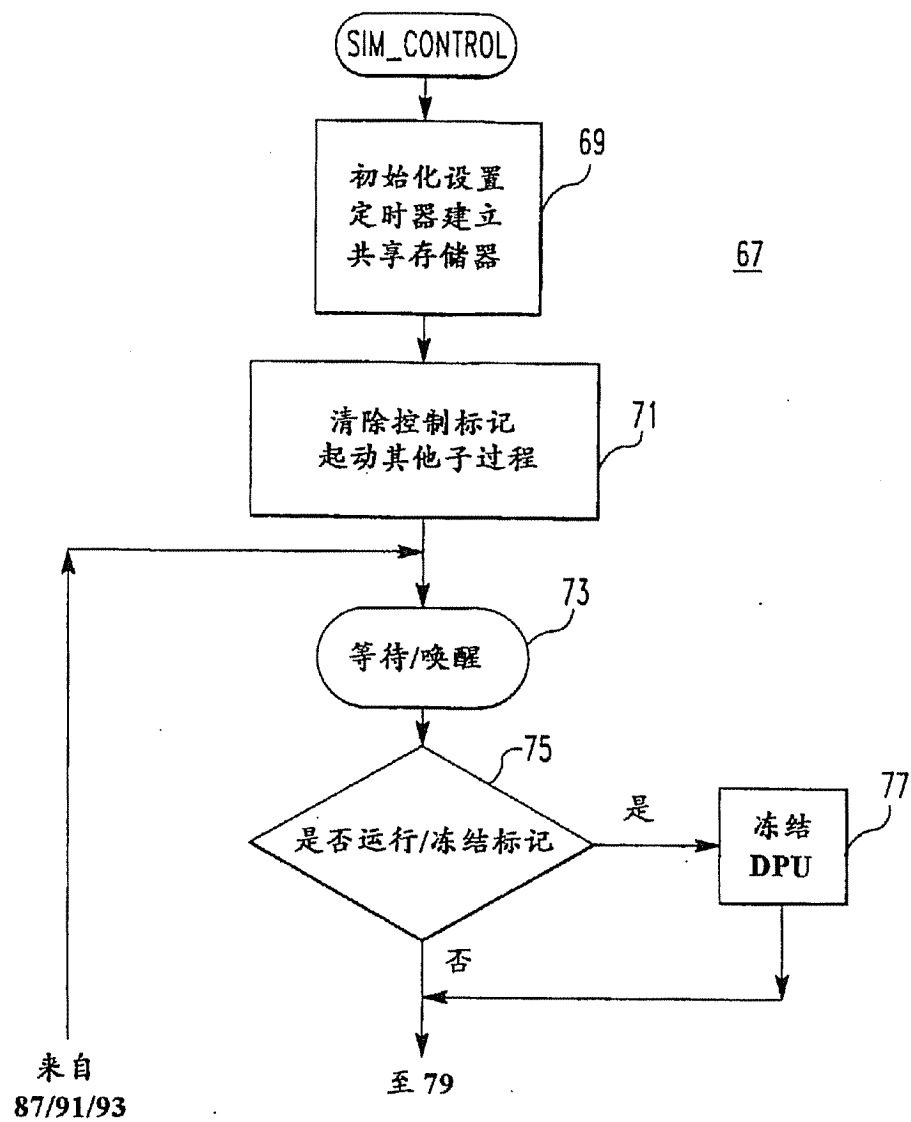 SIM_CONTROL
初始化设置
定时器建立
共享存储器
69
67
清除控制标记
起动其他子过程
71
等待/唤醒
73
是否运行/冻结标记
75
是
冻结
DPU
77
否
来自
87/91/93
至 79